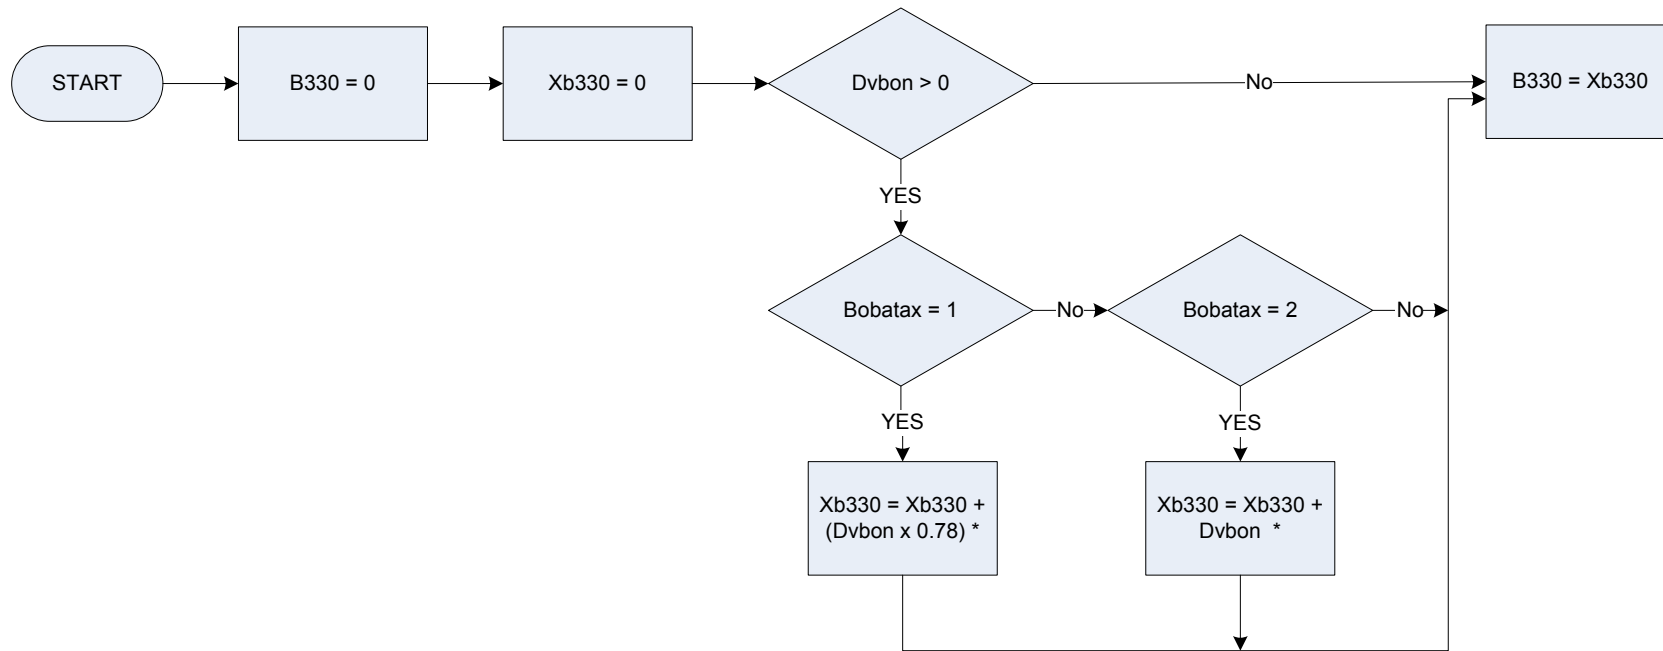 START
B330 = 0
Xb330 = 0
Dvbon > 0
No
B330 = Xb330
YES
Bobatax = 1
No
Bobatax = 2
No
YES
YES
Xb330 = Xb330 +
(Dvbon x 0.78) *
Xb330 = Xb330 +
Dvbon *